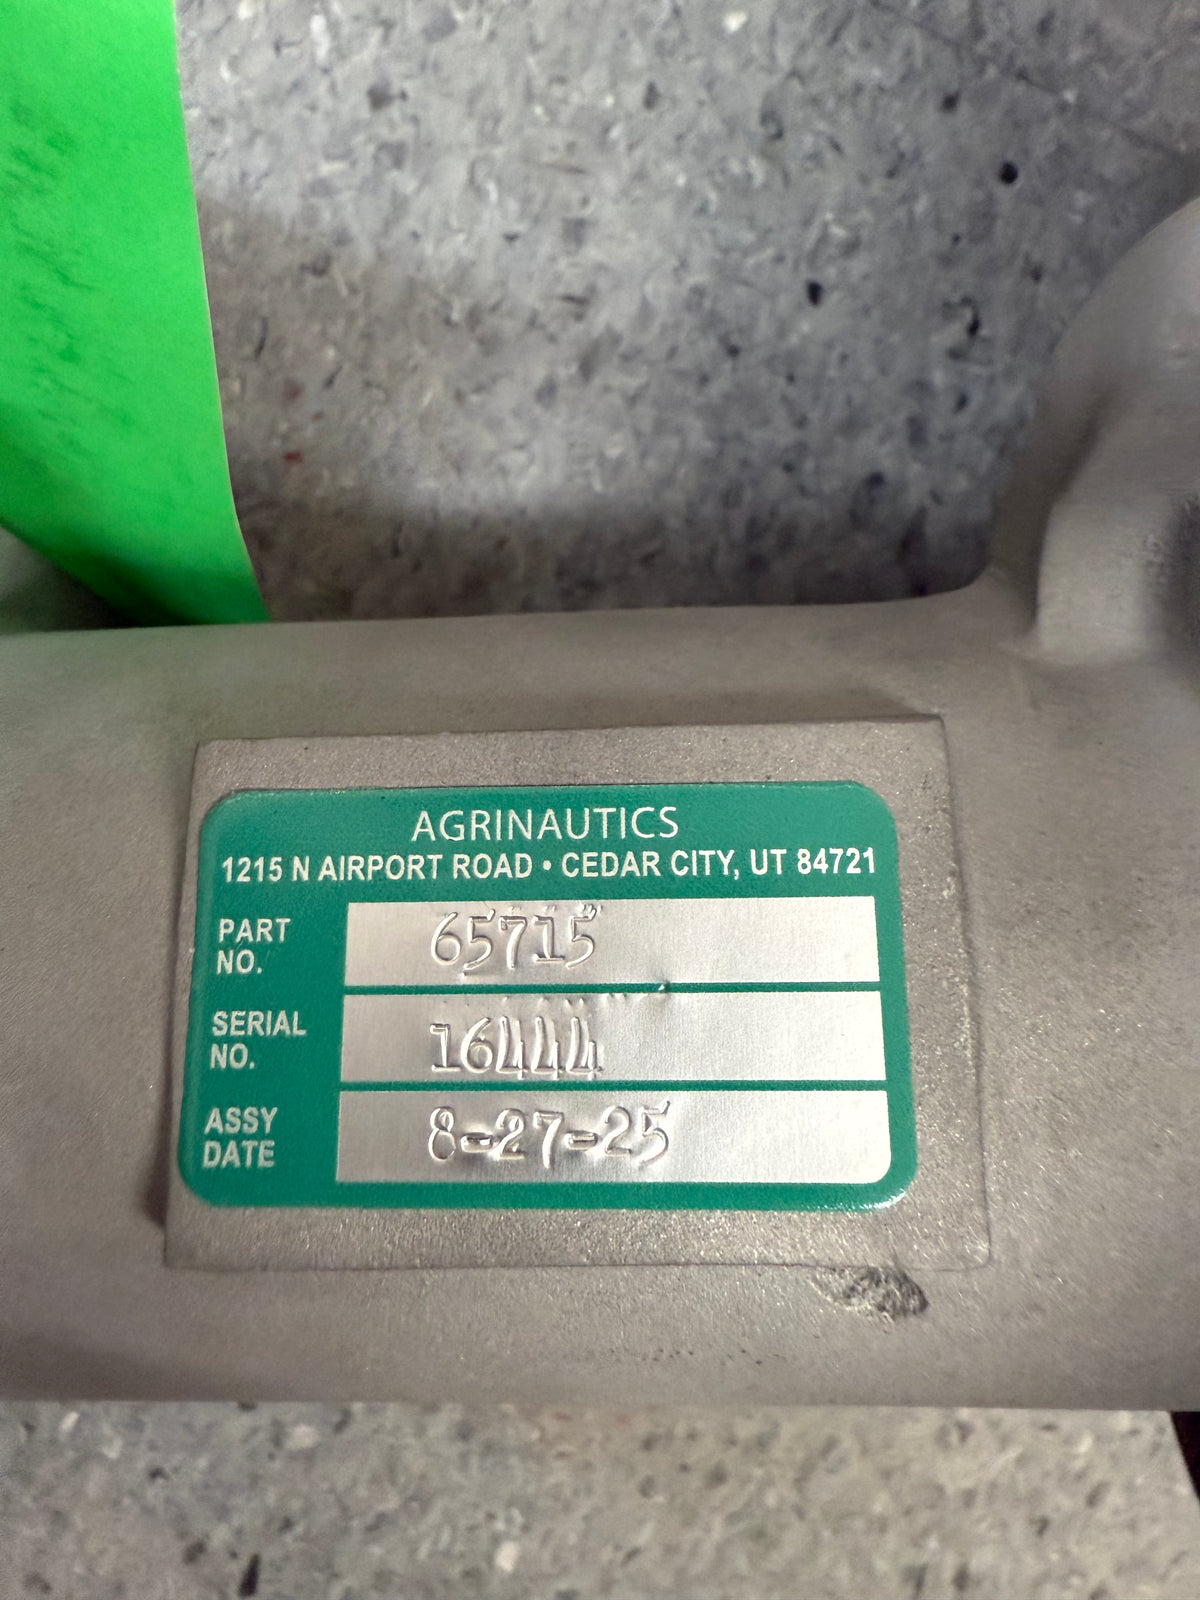 AGRINAUTICS
1215 N AIRPORT ROAD • CEDAR CITY, UT 84721
PART NO. 65715
SERIAL NO. 16444
ASSY DATE 8-27-25